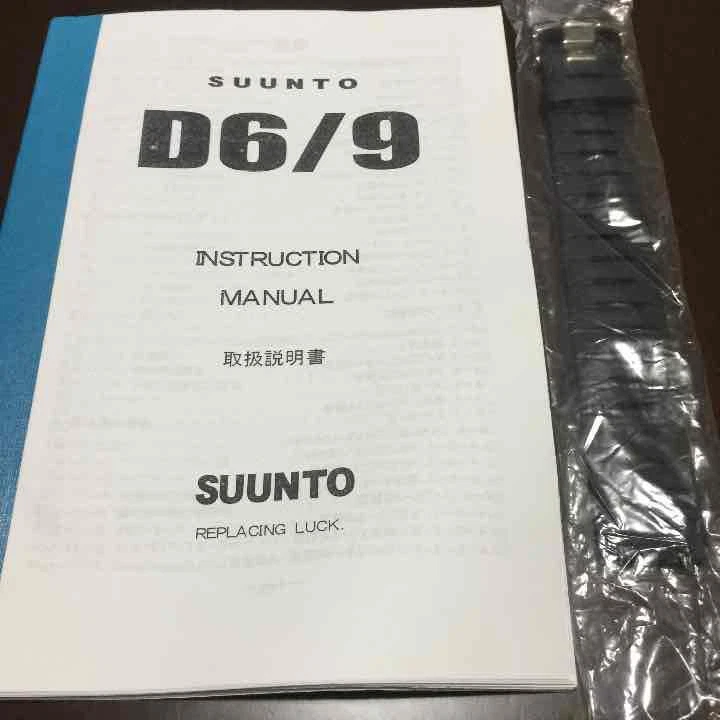 SUUNTO
D6/9
INSTRUCTION
MANUAL
取扱説明書
SUUNTO
REPLACING LUCK.